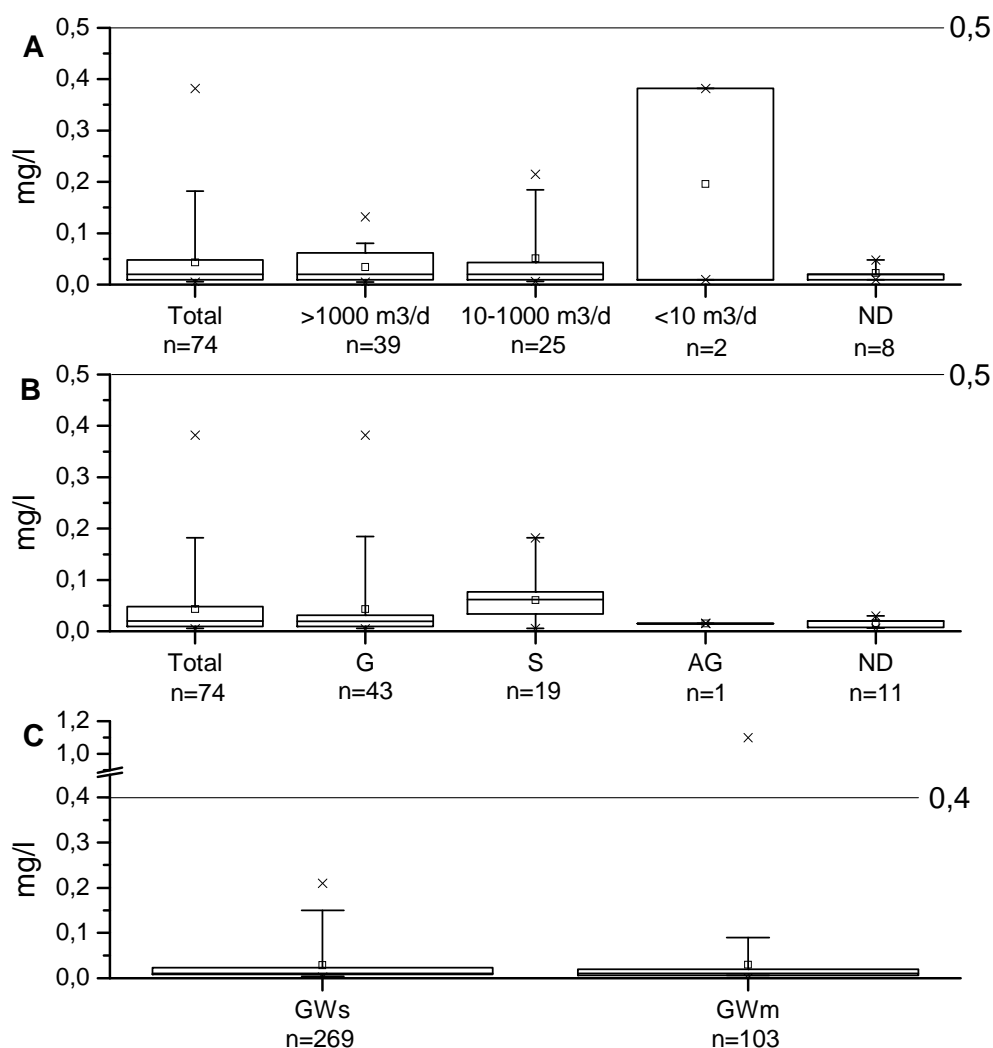 A
0,5
0,5
0,4
0,3
0,2
0,1
0,0
mg/l
Total >1000 m3/d 10-1000 m3/d <10 m3/d ND
n=74 n=39 n=25 n=2 n=8
B
0,5
0,5
0,4
0,3
0,2
0,1
0,0
mg/l
Total G S AG ND
n=74 n=43 n=19 n=1 n=11
C
1,2
1,0
0,4
0,4
0,3
0,2
0,1
0,0
mg/l
GWs GWm
n=269 n=103